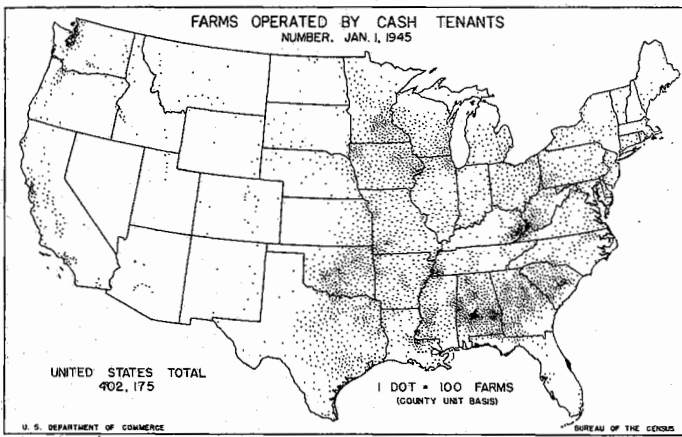 FARMS OPERATED BY CASH TENANTS
NUMBER, JAN. 1, 1945
UNITED STATES TOTAL
402,175
1 DOT = 100 FARMS
(COUNTY UNIT BASIS)
U. S. DEPARTMENT OF COMMERCE
BUREAU OF THE CENSUS